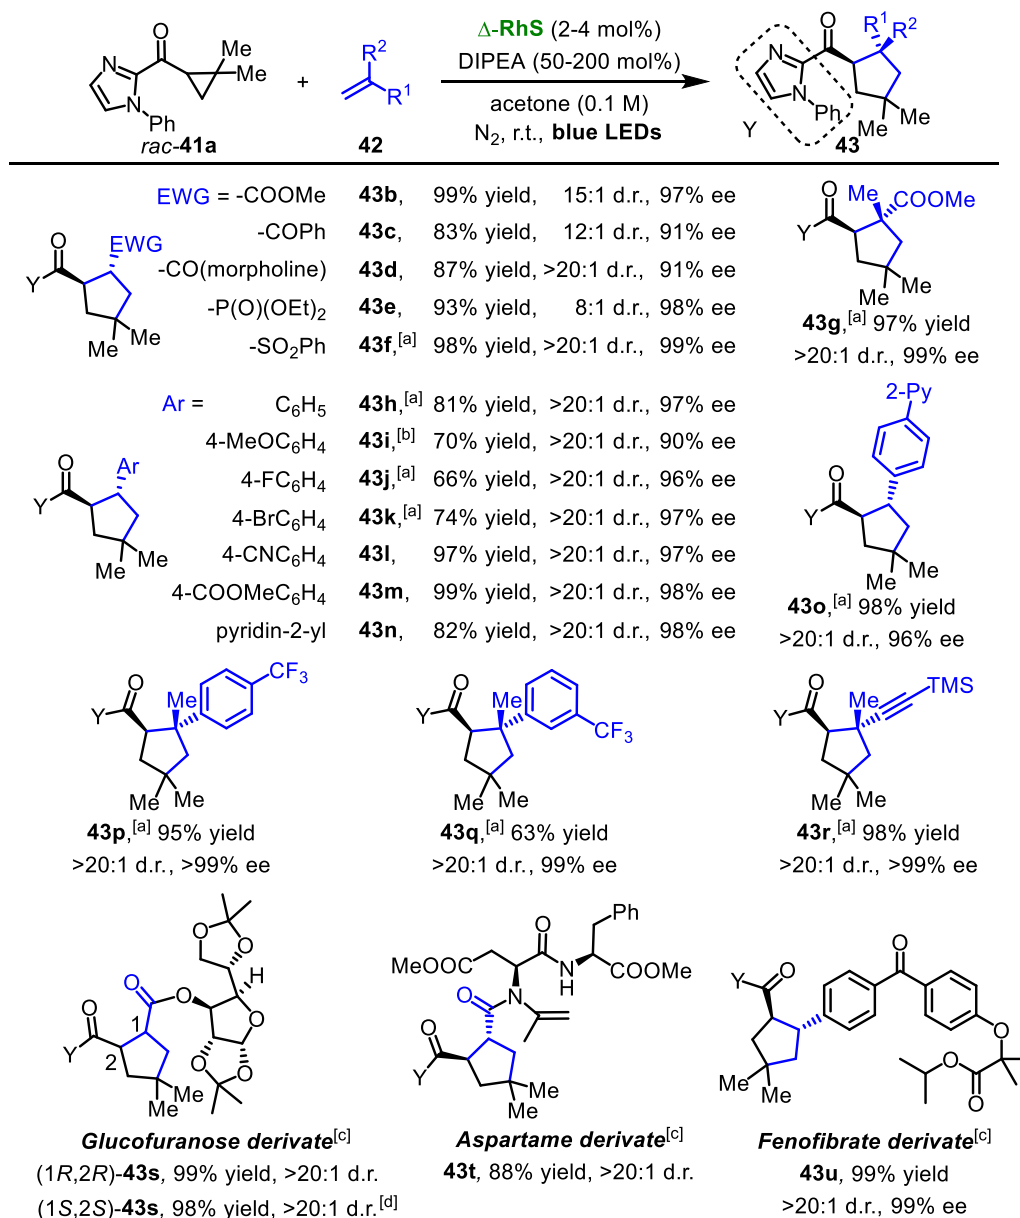 O
N
N
Ph
Me
Me
rac-41a
+
R²
R¹
42
Δ-RhS (2-4 mol%)
DIPEA (50-200 mol%)
acetone (0.1 M)
N₂, r.t., blue LEDs
O
R¹
R²
N
N
Ph
Y
Me
Me
43
O
EWG
Y
Me
Me
EWG = -COOMe 43b, 99% yield, 15:1 d.r., 97% ee
-COPh 43c, 83% yield, 12:1 d.r., 91% ee
-CO(morpholine) 43d, 87% yield, >20:1 d.r., 91% ee
-P(O)(OEt)₂ 43e, 93% yield, 8:1 d.r., 98% ee
-SO₂Ph 43f,[a] 98% yield, >20:1 d.r., 99% ee
O
Me
COOMe
Y
Me
Me
43g,[a] 97% yield
>20:1 d.r., 99% ee
O
Ar
Y
Me
Me
Ar = C₆H₅ 43h,[a] 81% yield, >20:1 d.r., 97% ee
4-MeOC₆H₄ 43i,[b] 70% yield, >20:1 d.r., 90% ee
4-FC₆H₄ 43j,[a] 66% yield, >20:1 d.r., 96% ee
4-BrC₆H₄ 43k,[a] 74% yield, >20:1 d.r., 97% ee
4-CNC₆H₄ 43l, 97% yield, >20:1 d.r., 97% ee
4-COOMeC₆H₄ 43m, 99% yield, >20:1 d.r., 98% ee
pyridin-2-yl 43n, 82% yield, >20:1 d.r., 98% ee
2-Py
O
Y
Me
Me
43o,[a] 98% yield
>20:1 d.r., 96% ee
O
Me
CF₃
Y
Me
Me
43p,[a] 95% yield
>20:1 d.r., >99% ee
O
Me
CF₃
Y
Me
Me
43q,[a] 63% yield
>20:1 d.r., 99% ee
O
Me
TMS
Y
Me
Me
43r,[a] 98% yield
>20:1 d.r., >99% ee
O
O
H
O
O
O
O
O
O
1
2
Y
Me
Me
Glucofuranose derivate[c]
(1R,2R)-43s, 99% yield, >20:1 d.r.
(1S,2S)-43s, 98% yield, >20:1 d.r.[d]
Ph
O
MeOOC
N
H
COOMe
O
N
O
Y
Me
Me
Aspartame derivate[c]
43t, 88% yield, >20:1 d.r.
O
Y
O
O
O
O
Me
Me
Fenofibrate derivate[c]
43u, 99% yield
>20:1 d.r., 99% ee